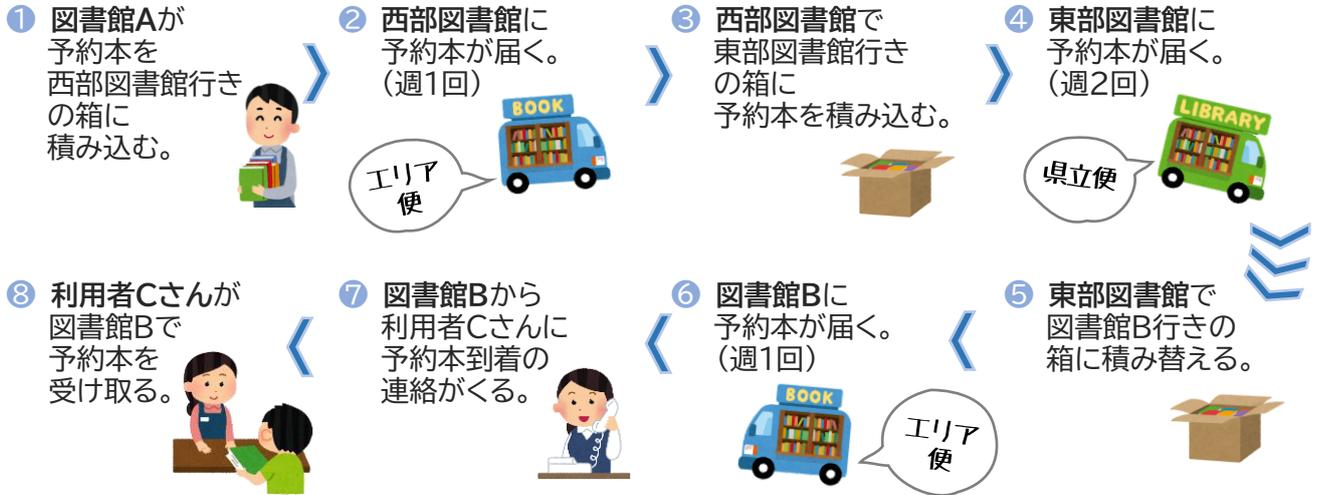 ❶ 図書館Aが
予約本を
西部図書館行き
の箱に
積み込む。
❷ 西部図書館に
予約本が届く。
（週1回）
BOOK
エリア
便
❸ 西部図書館で
東部図書館行き
の箱に
予約本を積み込む。
❹ 東部図書館に
予約本が届く。
（週2回）
LIBRARY
県立便
❺ 東部図書館で
図書館B行きの
箱に積み替える。
❻ 図書館Bに
予約本が届く。
（週1回）
BOOK
エリア
便
❼ 図書館Bから
利用者Cさんに
予約本到着の
連絡がくる。
❽ 利用者Cさんが
図書館Bで
予約本を
受け取る。